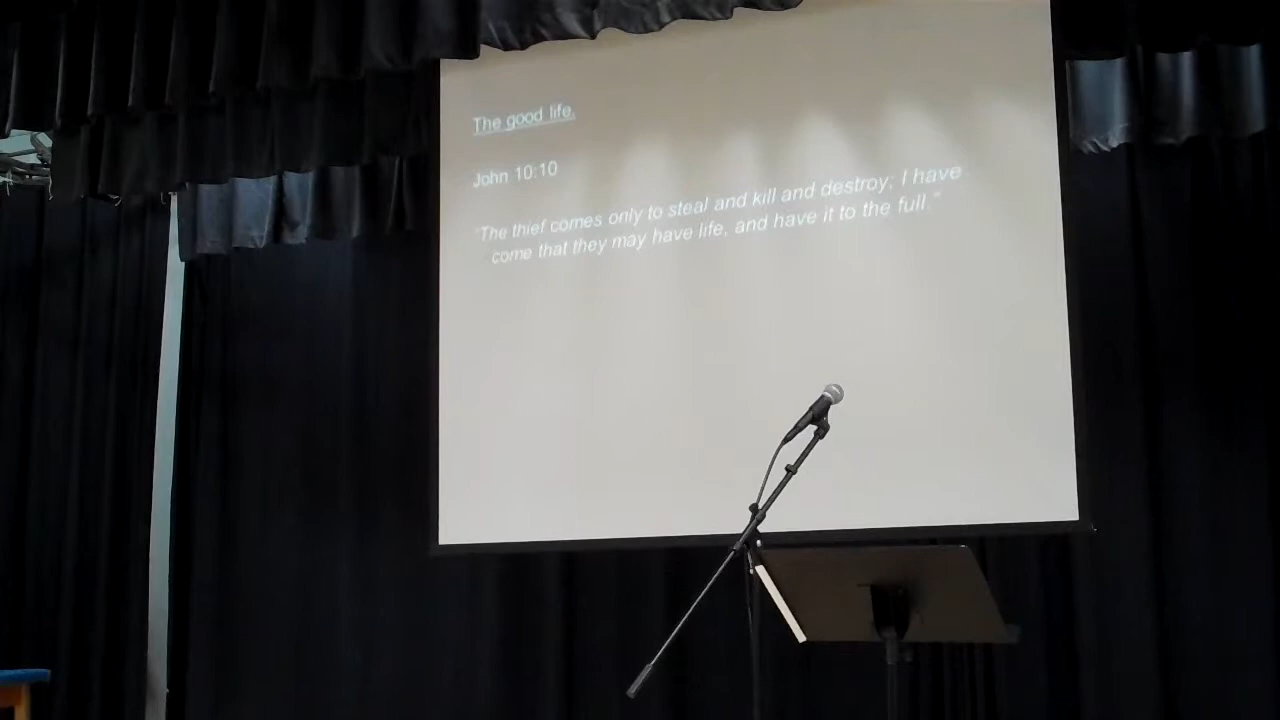 The good life.
John 10:10
"The thief comes only to steal and kill and destroy; I have
come that they may have life, and have it to the full."